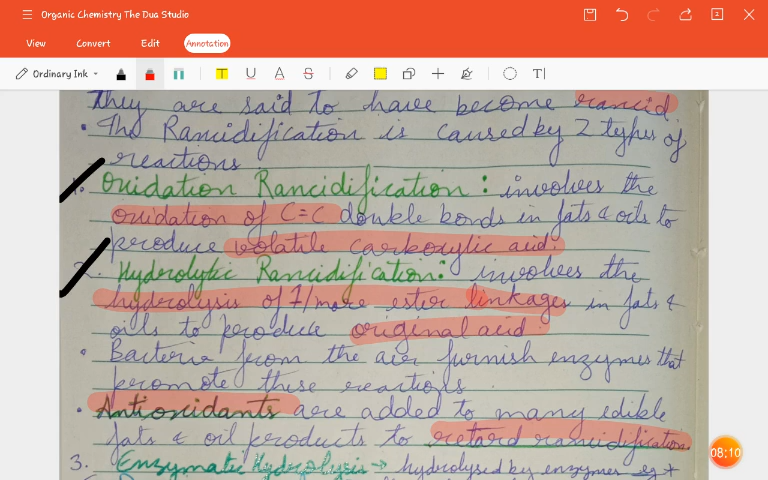 Organic Chemistry The Dua Studio
View Convert Edit Annotation
Ordinary Ink
They are said to have become rancid.
• The Rancidification is caused by 2 types of
reactions
1. Oxidation Rancidification : involves the
oxidation of C=C double bonds in fats & oils to
produce volatile carboxylic acid.
2. Hydrolytic Rancidification: involves the
hydrolysis of 1/more ester linkages in fats &
oils to produce original acid.
• Bacteria from the air furnish enzymes that
promote these reactions.
• Antioxidants are added to many edible
fats & oil products to retard rancidification.
08:10
3. Enzymatic Hydrolysis → hydrolysed by enzymes eg